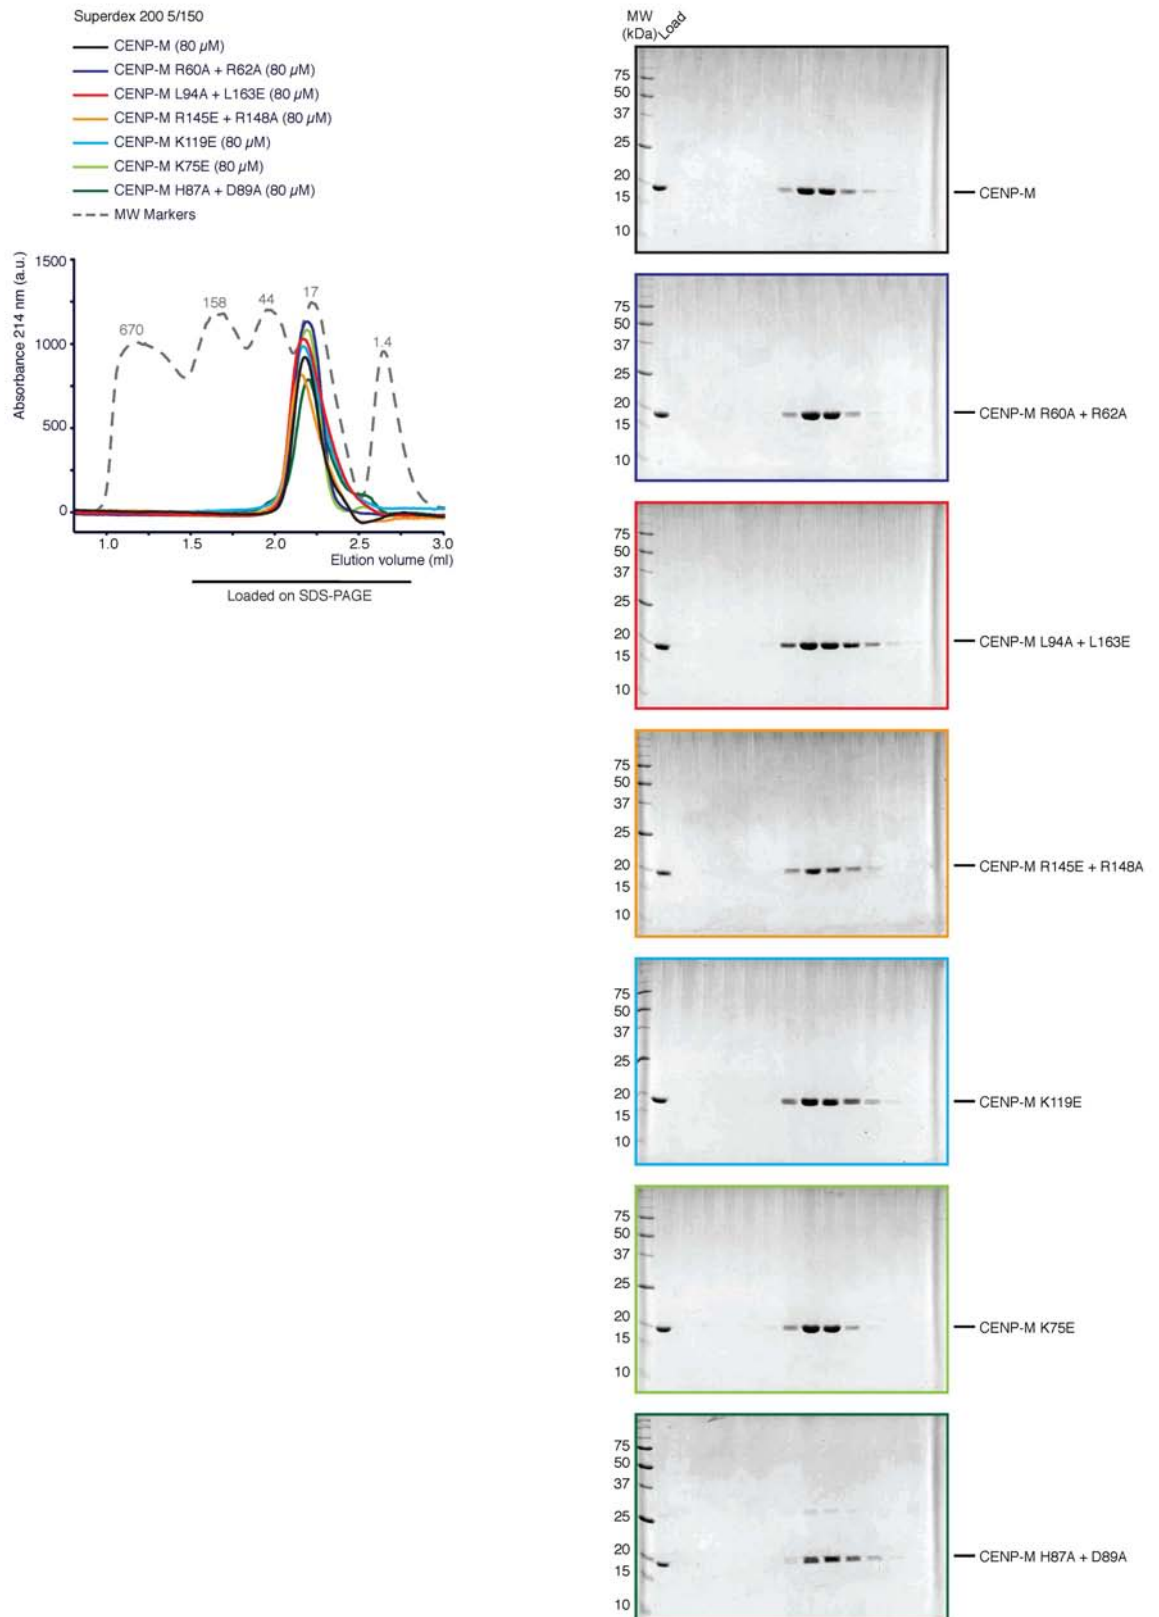 Superdex 200 5/150
CENP-M (80 µM)
CENP-M R60A + R62A (80 µM)
CENP-M L94A + L163E (80 µM)
CENP-M R145E + R148A (80 µM)
CENP-M K119E (80 µM)
CENP-M K75E (80 µM)
CENP-M H87A + D89A (80 µM)
MW Markers
Absorbance 214 nm (a.u.)
1500
1000
500
0
670
158
44
17
1.4
1.0 1.5 2.0 2.5 3.0
Elution volume (ml)
Loaded on SDS-PAGE
MW
(kDa)
Load
75
50
37
25
20
15
10
CENP-M
75
50
37
25
20
15
10
CENP-M R60A + R62A
75
50
37
25
20
15
10
CENP-M L94A + L163E
75
50
37
25
20
15
10
CENP-M R145E + R148A
75
50
37
25
20
15
10
CENP-M K119E
75
50
37
25
20
15
10
CENP-M K75E
75
50
37
25
20
15
10
CENP-M H87A + D89A